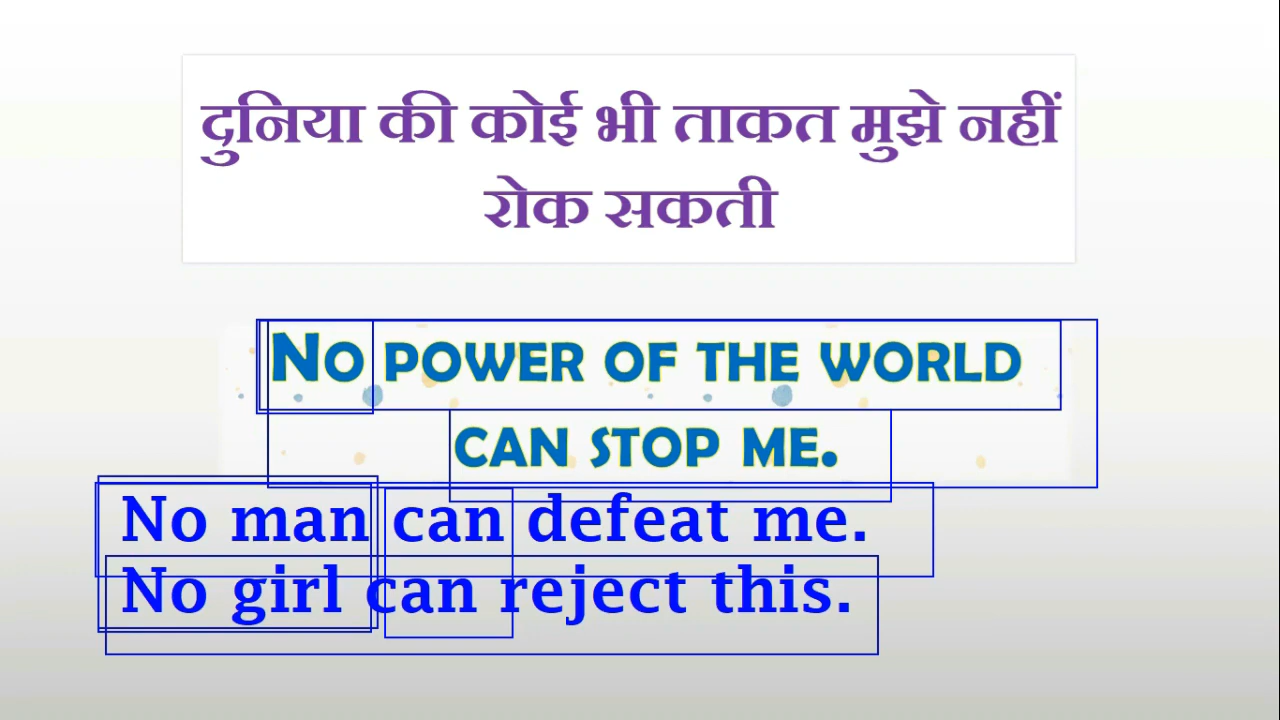 दुनिया की कोई भी ताकत मुझे नहीं
रोक सकती
No power of the world
can stop me.
No man can defeat me.
No girl can reject this.